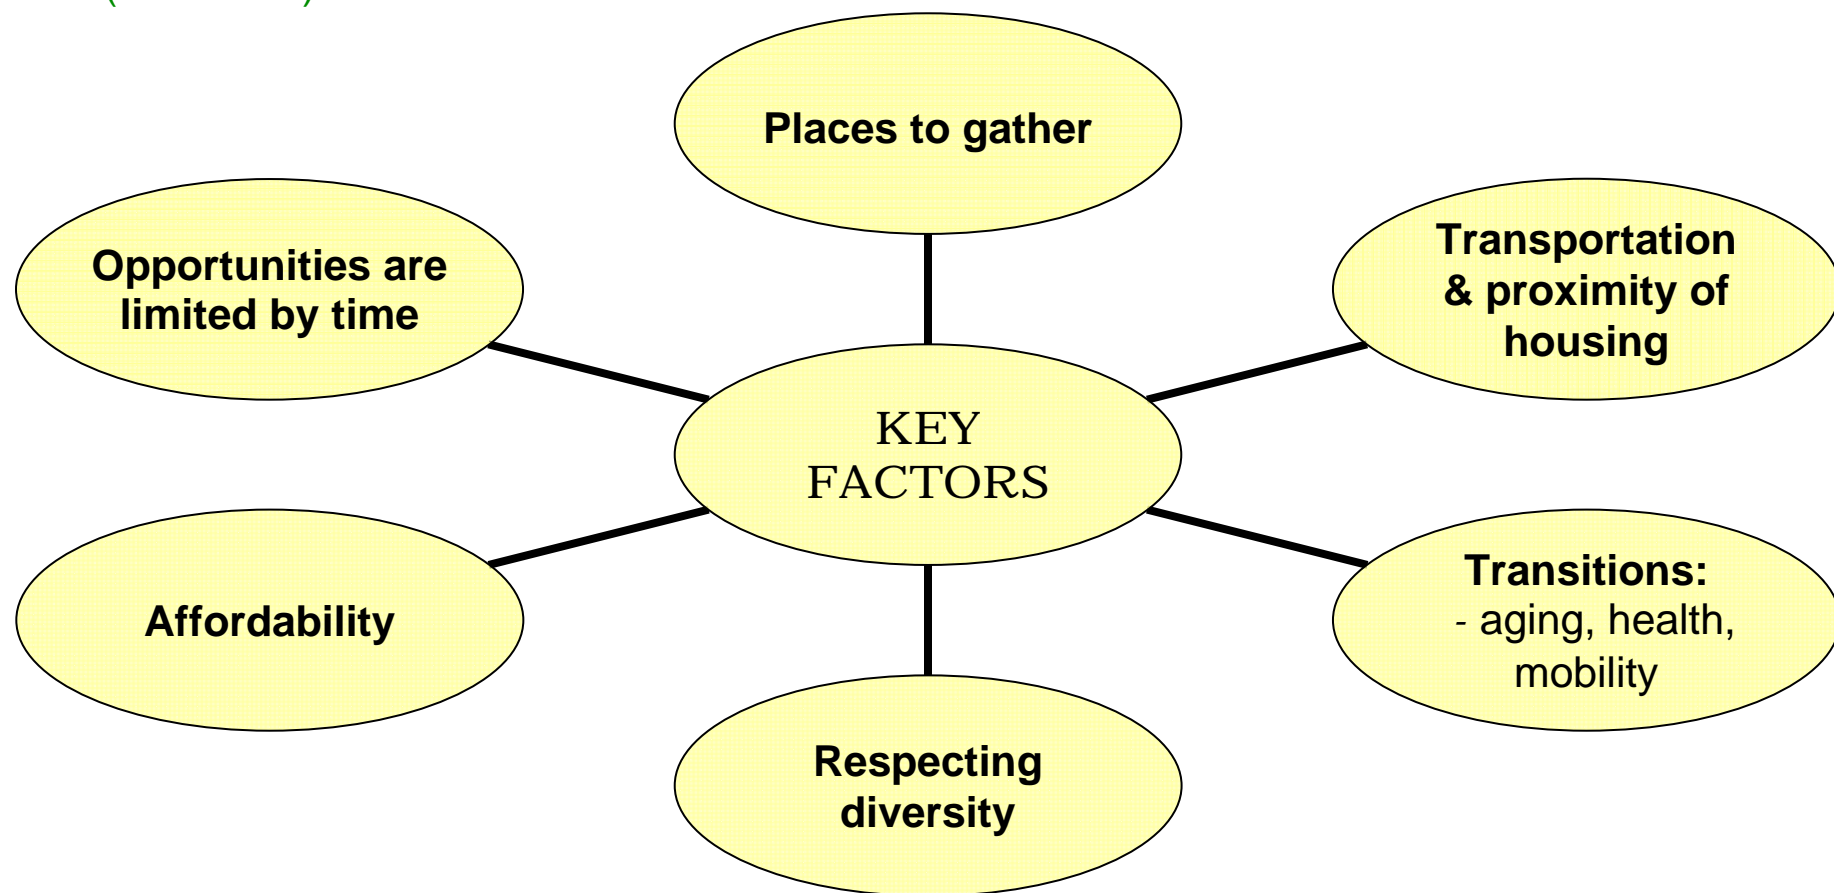 Places to gather
Opportunities are
limited by time
Transportation
& proximity of
housing
KEY
FACTORS
Affordability
Transitions:
- aging, health,
mobility
Respecting
diversity